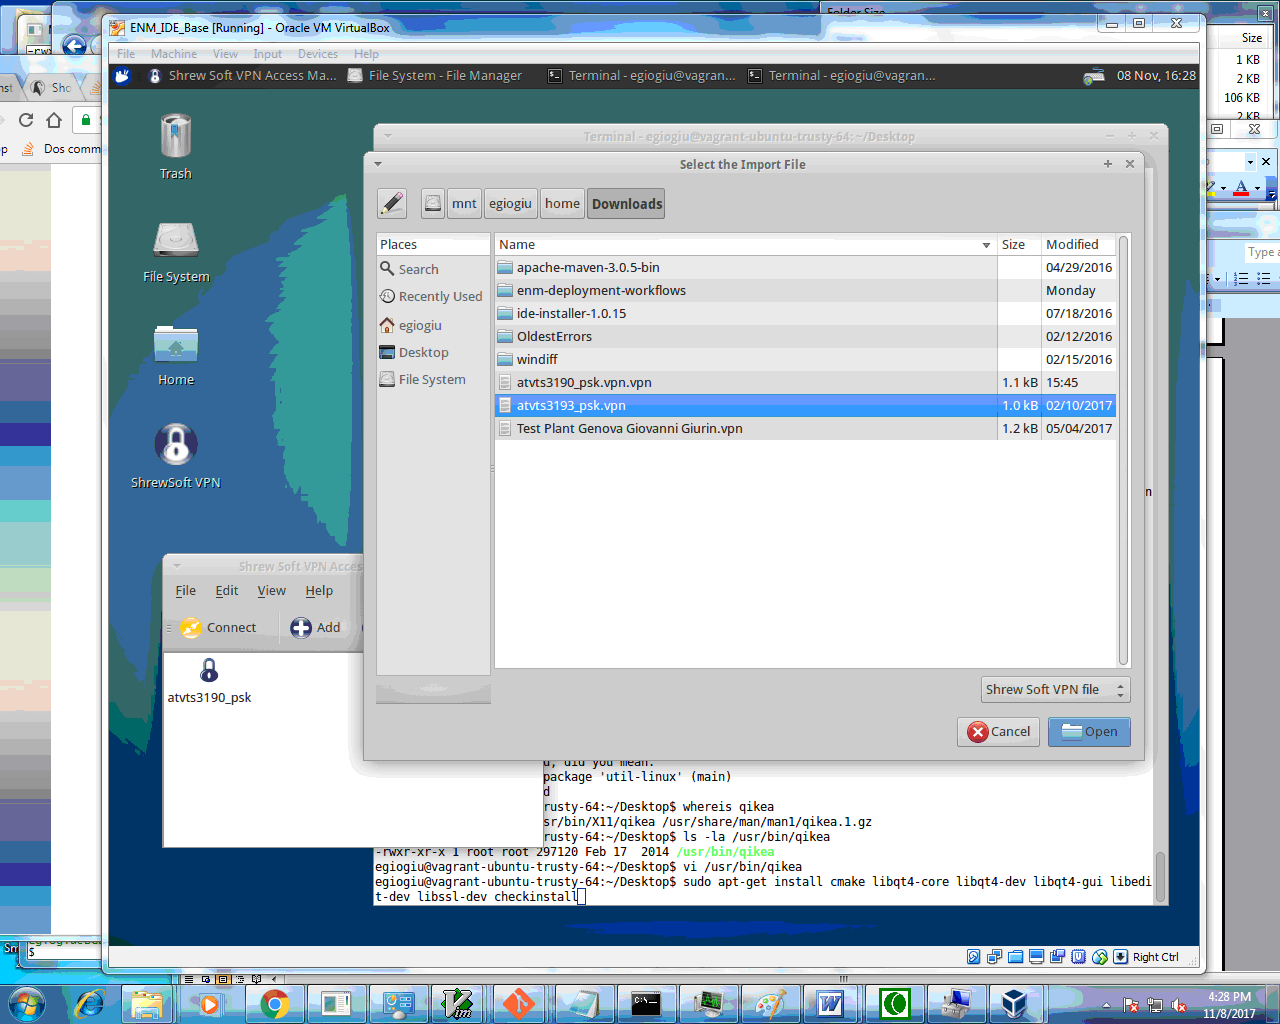 Folder Size
ENM_IDE_Base [Running] - Oracle VM VirtualBox
File Machine View Input Devices Help
Shrew Soft VPN Access Ma... File System - File Manager Terminal - egiogiu@vagran... Terminal - egiogiu@vagran... 08 Nov, 16:28
Size
1 KB
2 KB
106 KB
2 KB
Dos comm
Type a
Trash
File System
Home
ShrewSoft VPN
Terminal - egiogiu@vagrant-ubuntu-trusty-64: ~/Desktop
Select the Import File
mnt egiogiu home Downloads
Places
Search
Recently Used
egiogiu
Desktop
File System
Name Size Modified
apache-maven-3.0.5-bin 04/29/2016
enm-deployment-workflows Monday
ide-installer-1.0.15 07/18/2016
OldestErrors 02/12/2016
windiff 02/15/2016
atvts3190_psk.vpn.vpn 1.1 kB 15:45
atvts3193_psk.vpn 1.0 kB 02/10/2017
Test Plant Genova Giovanni Giurin.vpn 1.2 kB 05/04/2017
Shrew Soft VPN file
Cancel Open
Shrew Soft VPN Acces
File Edit View Help
Connect Add
atvts3190_psk
, did you mean:
package 'util-linux' (main)
d
rusty-64:~/Desktop$ whereis qikea
sr/bin/X11/qikea /usr/share/man/man1/qikea.1.gz
rusty-64:~/Desktop$ ls -la /usr/bin/qikea
-rwxr-xr-x 1 root root 297120 Feb 17 2014 /usr/bin/qikea
egiogiu@vagrant-ubuntu-trusty-64:~/Desktop$ vi /usr/bin/qikea
egiogiu@vagrant-ubuntu-trusty-64:~/Desktop$ sudo apt-get install cmake libqt4-core libqt4-dev libqt4-gui libedi
t-dev libssl-dev checkinstall
$
Right Ctrl
4:28 PM
11/8/2017